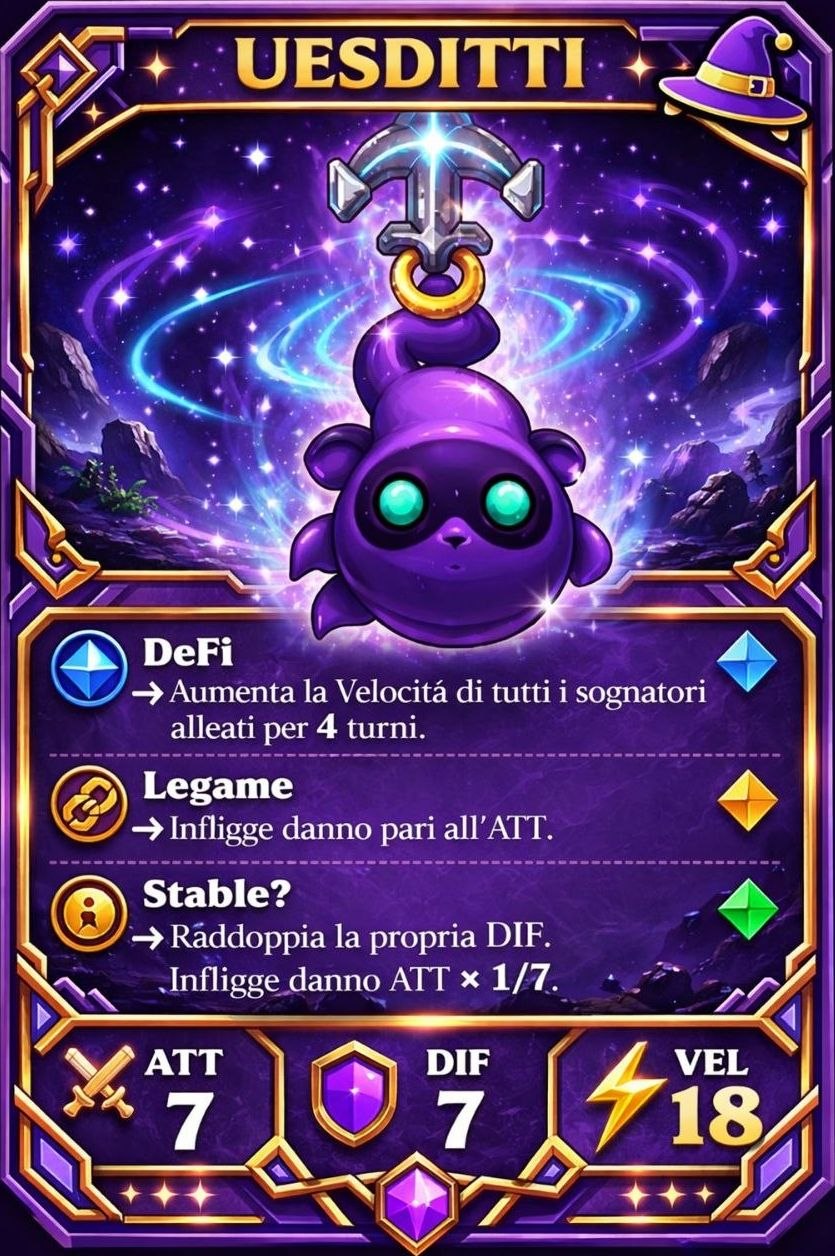 UESDITTI
DeFi
→ Aumenta la Velocitá di tutti i sognatori
alleati per 4 turni.
Legame
→ Infligge danno pari all'ATT.
Stable?
→ Raddoppia la propria DIF.
Infligge danno ATT × 1/7.
ATT
7
DIF
7
VEL
18